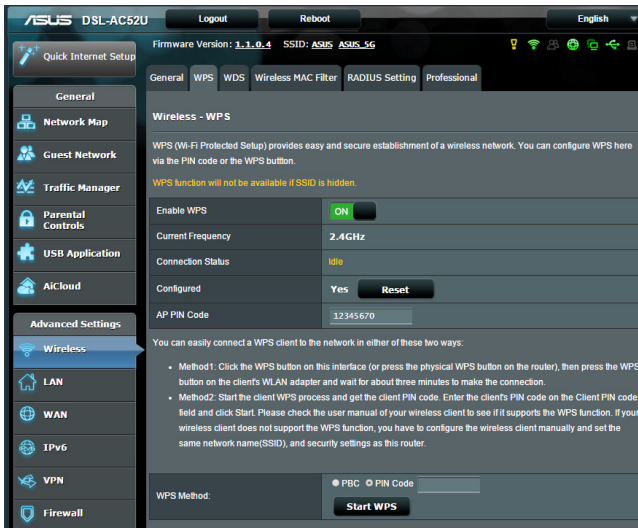 ASUS DSL-AC52U Logout Reboot English
Quick Internet Setup
Firmware Version: 1.1.0.4 SSID: ASUS ASUS_5G
General WPS WDS Wireless MAC Filter RADIUS Setting Professional
General
Network Map
Guest Network
Traffic Manager
Parental
Controls
USB Application
AiCloud
Advanced Settings
Wireless
LAN
WAN
IPv6
VPN
Firewall
Wireless - WPS
WPS (Wi-Fi Protected Setup) provides easy and secure establishment of a wireless network. You can configure WPS here
via the PIN code or the WPS buttton.
WPS function will not be available if SSID is hidden.
Enable WPS ON
Current Frequency 2.4GHz
Connection Status Idle
Configured Yes Reset
AP PIN Code 12345670
You can easily connect a WPS client to the network in either of these two ways:
• Method1: Click the WPS button on this interface (or press the physical WPS button on the router), then press the WPS
button on the client's WLAN adapter and wait for about three minutes to make the connection.
• Method2: Start the client WPS process and get the client PIN code. Enter the client's PIN code on the Client PIN code
field and click Start. Please check the user manual of your wireless client to see if it supports the WPS function. If your
wireless client does not support the WPS function, you have to configure the wireless client manually and set the
same network name(SSID), and security settings as this router.
WPS Method: PBC PIN Code
Start WPS